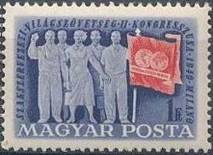 SZAKSZERVEZETI·VILÁGSZÖVETSÉG·II·KONGRESSZUSA·1949·MILANO
1Ft
MAGYAR POSTA